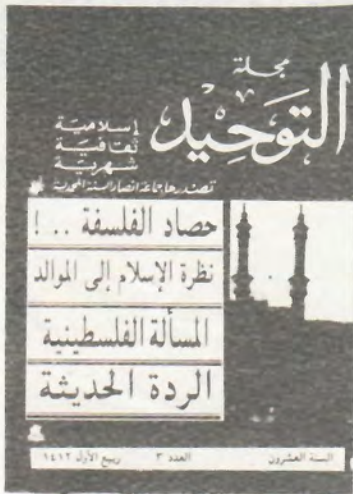 مجلة
التوحيد
إسلامية
ثقافية
شهرية
تصدرها جماعة أنصار السنة المحمدية
حصاد الفلسفة .. !
نظرة الإسلام إلى الموالد
المسألة الفلسطينية
الردة الحديثة
السنة العشرون العدد ٣ ربيع الأول ١٤١٢